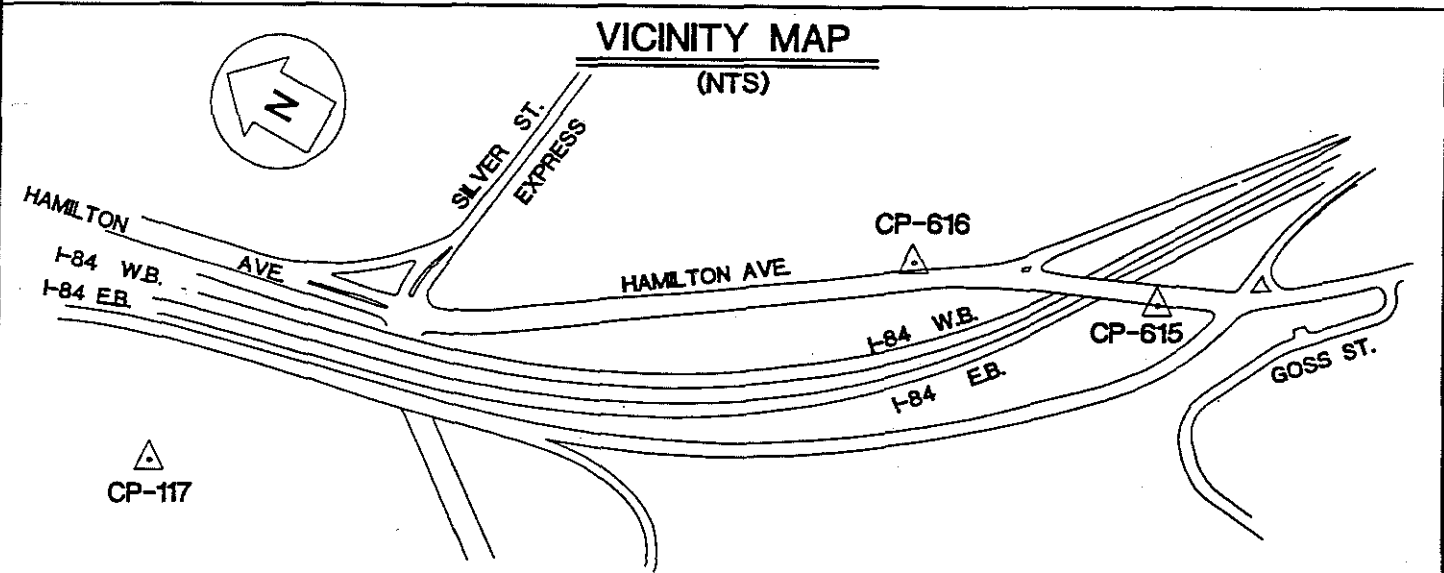 VICINITY MAP
(NTS)
N
SILVER ST.
EXPRESS
HAMILTON
AVE.
I-84 W.B.
I-84 E.B.
HAMILTON AVE.
CP-616
CP-615
I-84 W.B.
I-84 E.B.
GOSS ST.
CP-117